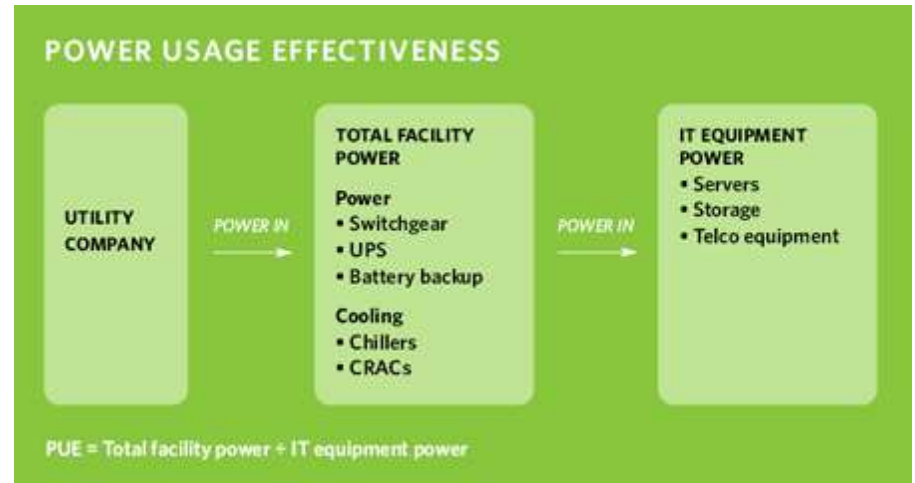 POWER USAGE EFFECTIVENESS
UTILITY
COMPANY
POWER IN
TOTAL FACILITY
POWER
Power
▪ Switchgear
▪ UPS
▪ Battery backup
Cooling
▪ Chillers
▪ CRACs
POWER IN
IT EQUIPMENT
POWER
▪ Servers
▪ Storage
▪ Telco equipment
PUE = Total facility power ÷ IT equipment power